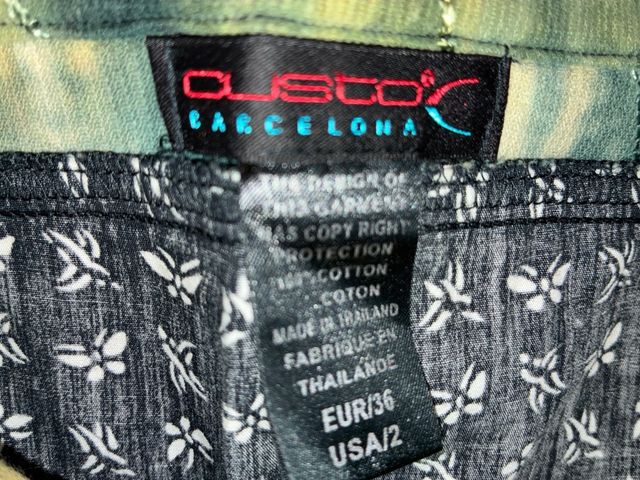 custo
BARCELONA
THE DESIGN OF
THIS GARMENT
HAS COPY RIGHT
PROTECTION
100% COTTON
COTON
MADE IN THAILAND
FABRIQUE EN
THAILANDE
EUR/36
USA/2